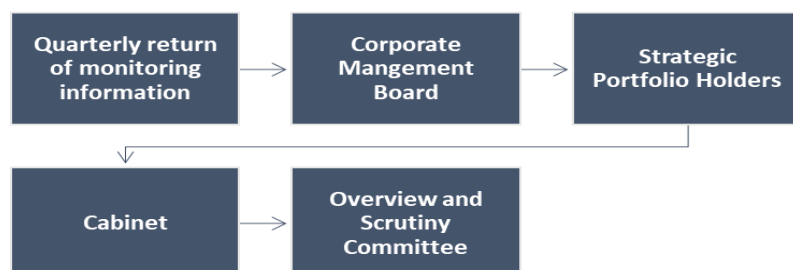 Quarterly return
of monitoring
information
Corporate
Mangement
Board
Strategic
Portfolio Holders
Cabinet
Overview and
Scrutiny
Committee